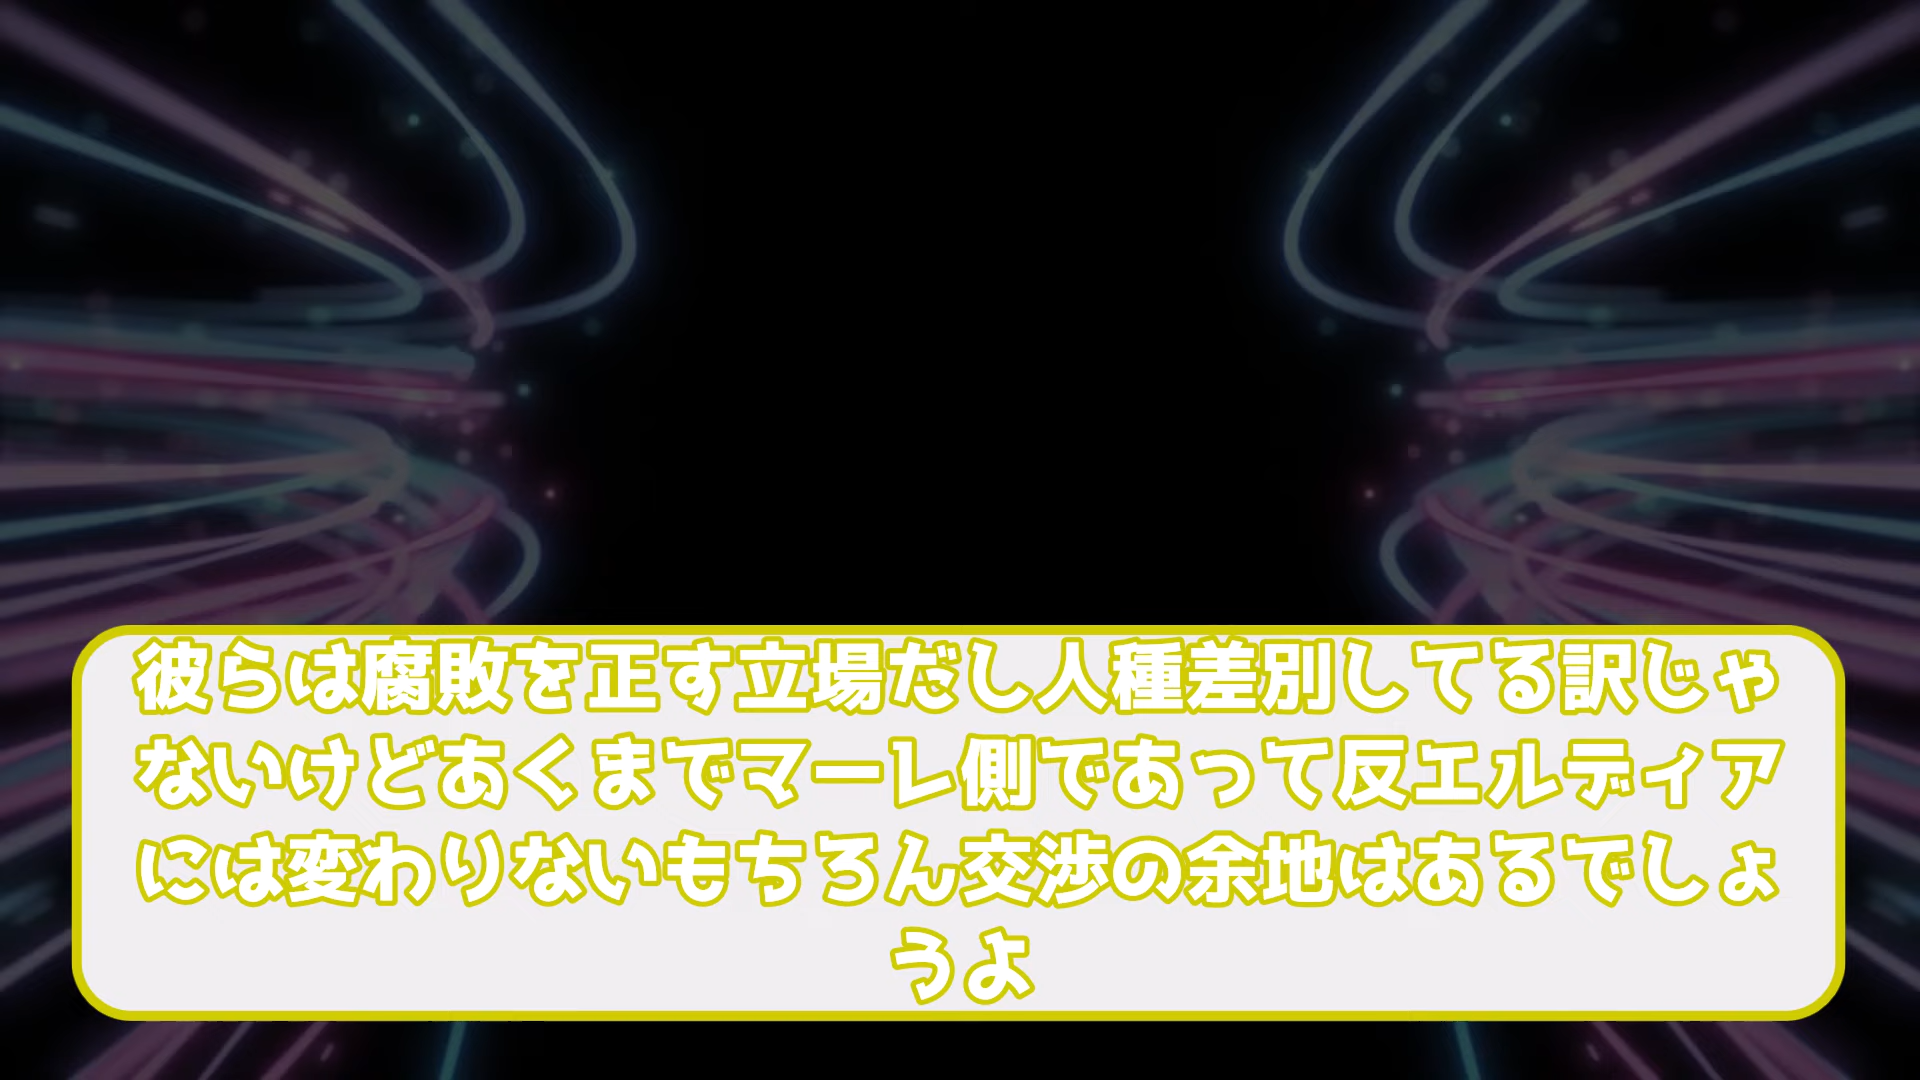 彼らは腐敗を正す立場だし人種差別してる訳じゃ
ないけどあくまでマーレ側であって反エルディア
には変わりないもちろん交渉の余地はあるでしょ
うよ